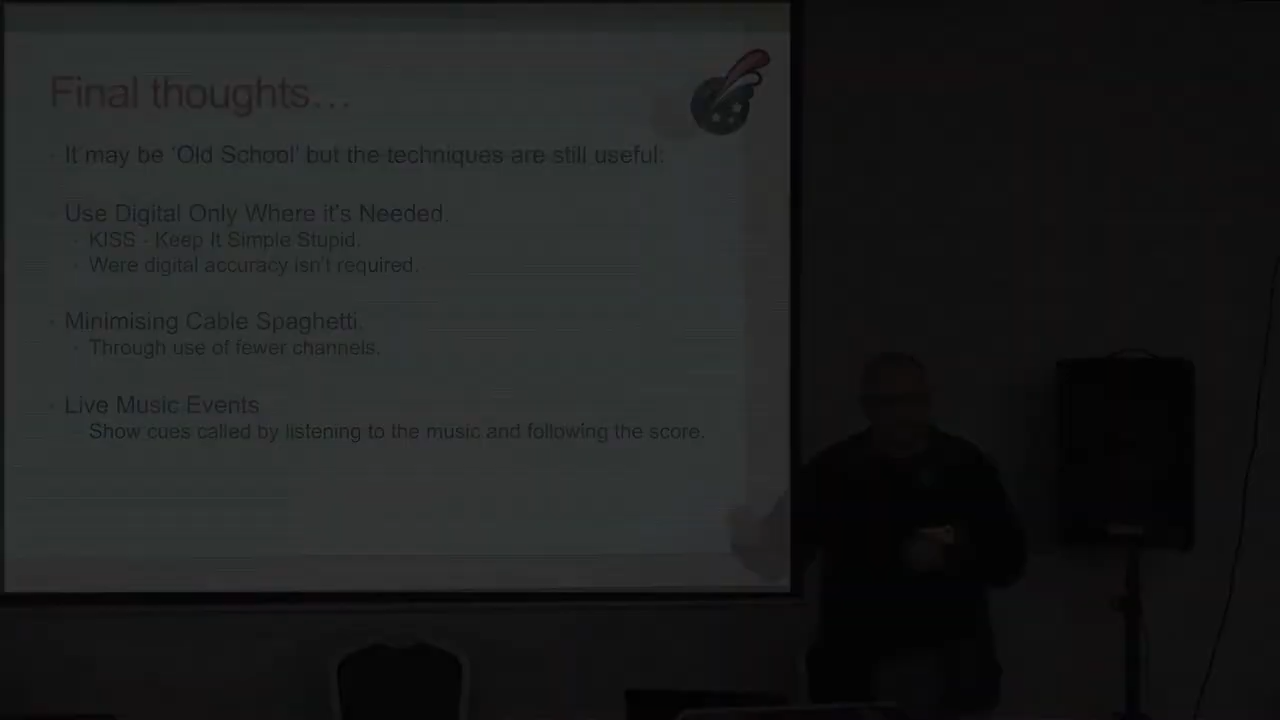 Final thoughts...
It may be 'Old School' but the techniques are still useful:
Use Digital Only Where it's Needed.
KISS - Keep It Simple Stupid.
Were digital accuracy isn't required.
Minimising Cable Spaghetti.
Through use of fewer channels.
Live Music Events
Show cues called by listening to the music and following the score.